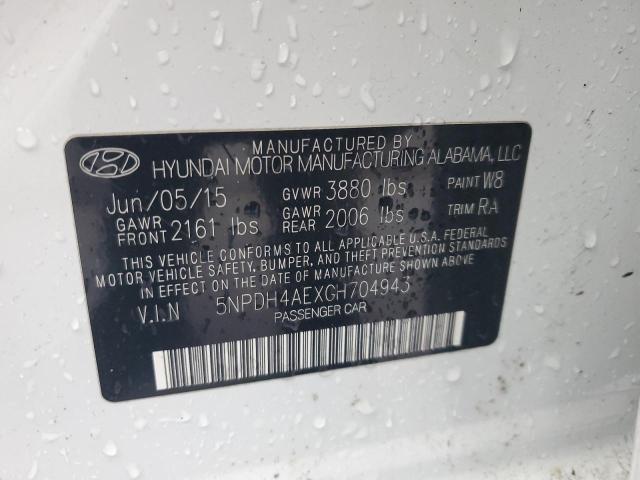 MANUFACTURED BY
HYUNDAI MOTOR MANUFACTURING ALABAMA, LLC
Jun/05/15 GVWR 3880 lbs PAINT W8
GAWR FRONT 2161 lbs GAWR REAR 2006 lbs TRIM RA
THIS VEHICLE CONFORMS TO ALL APPLICABLE U.S.A. FEDERAL
MOTOR VEHICLE SAFETY, BUMPER, AND THEFT PREVENTION STANDARDS
IN EFFECT ON THE DATE OF MANUFACTURE SHOWN ABOVE.
V.I.N 5NPDH4AEXGH704943
PASSENGER CAR